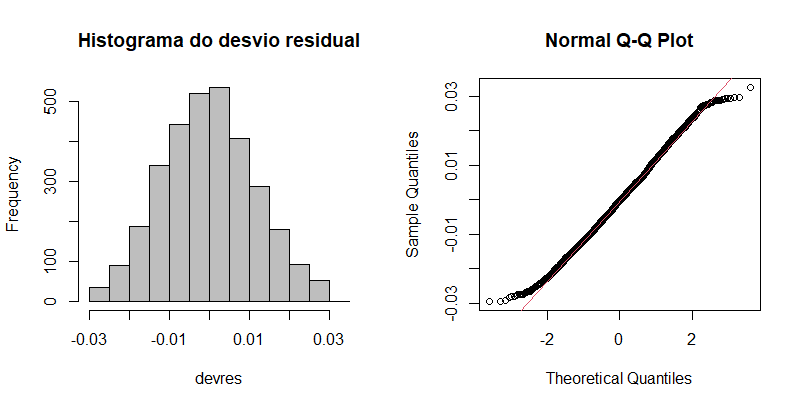 Histograma do desvio residual
Frequency
0
100
300
500
-0.03
-0.01
0.01
0.03
devres
Normal Q-Q Plot
Sample Quantiles
-0.03
-0.01
0.01
0.03
-2
0
2
Theoretical Quantiles